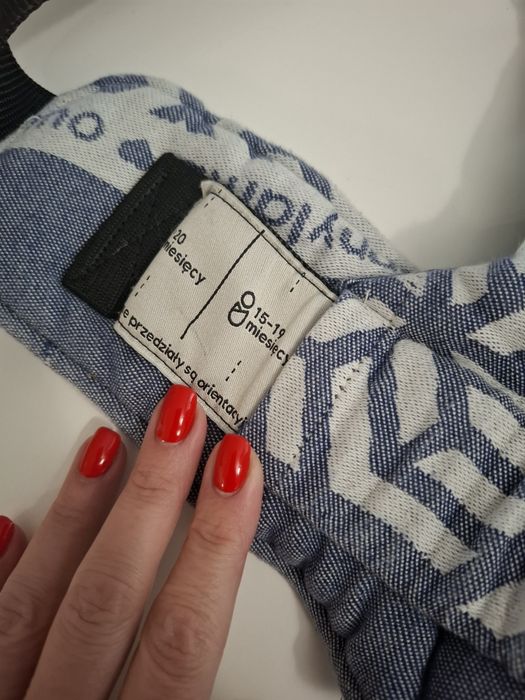 20
miesięcy
15-19
miesięcy
e przedziały są orientacy